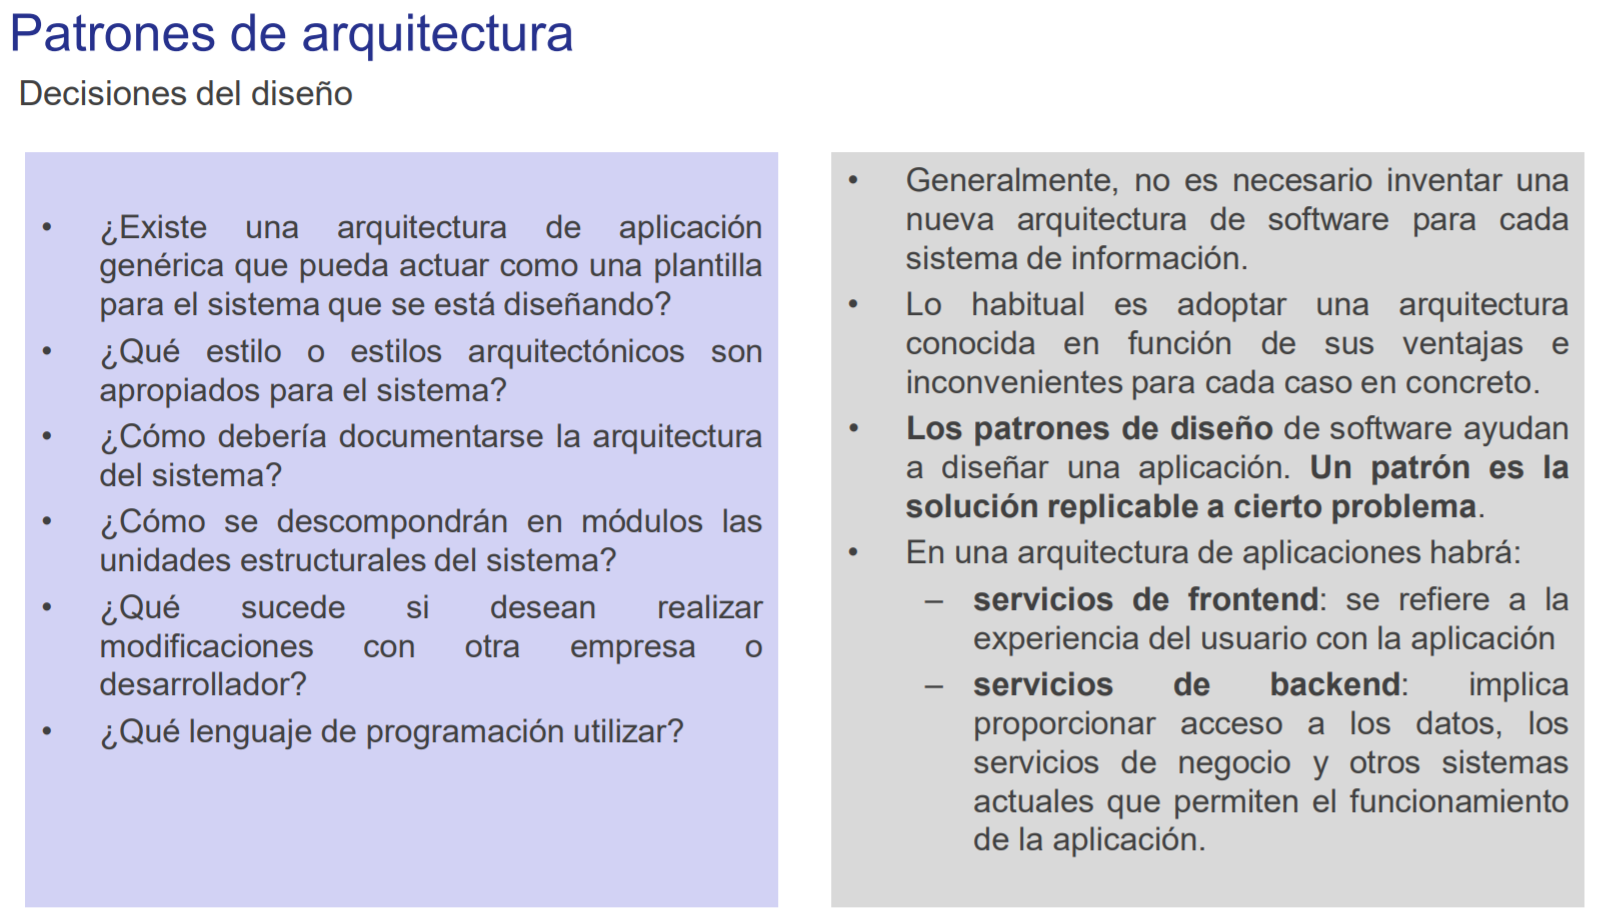 Patrones de arquitectura
Decisiones del diseño
• ¿Existe una arquitectura de aplicación
genérica que pueda actuar como una plantilla
para el sistema que se está diseñando?
• ¿Qué estilo o estilos arquitectónicos son
apropiados para el sistema?
• ¿Cómo debería documentarse la arquitectura
del sistema?
• ¿Cómo se descompondrán en módulos las
unidades estructurales del sistema?
• ¿Qué sucede si desean realizar
modificaciones con otra empresa o
desarrollador?
• ¿Qué lenguaje de programación utilizar?
• Generalmente, no es necesario inventar una
nueva arquitectura de software para cada
sistema de información.
• Lo habitual es adoptar una arquitectura
conocida en función de sus ventajas e
inconvenientes para cada caso en concreto.
• Los patrones de diseño de software ayudan
a diseñar una aplicación. Un patrón es la
solución replicable a cierto problema.
• En una arquitectura de aplicaciones habrá:
– servicios de frontend: se refiere a la
experiencia del usuario con la aplicación
– servicios de backend: implica
proporcionar acceso a los datos, los
servicios de negocio y otros sistemas
actuales que permiten el funcionamiento
de la aplicación.